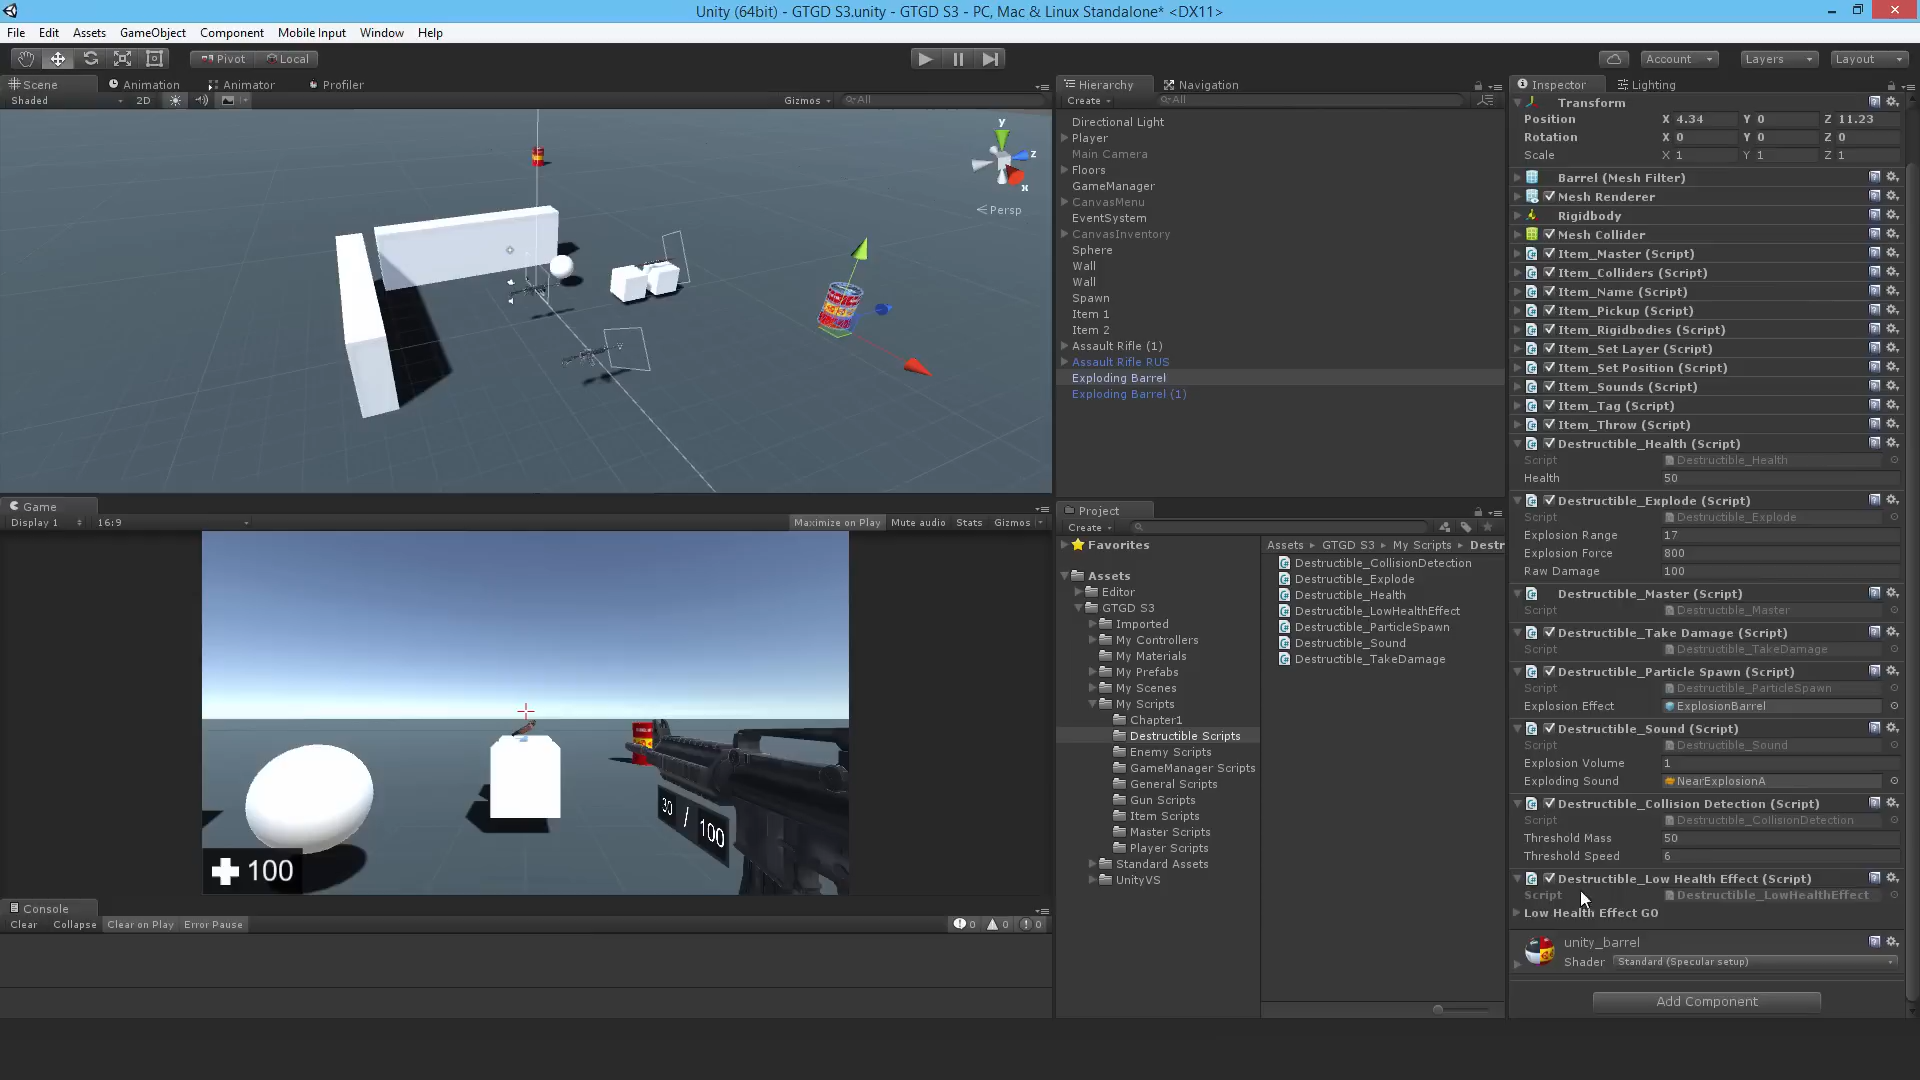 Unity (64bit) - GTGD S3.unity - GTGD S3 - PC, Mac & Linux Standalone* <DX11>
File Edit Assets GameObject Component Mobile Input Window Help
Pivot Local
Account Layers Layout
Scene Animation Animator Profiler
Shaded 2D Gizmos All
y
z
x
Persp
Game
Display 1 16:9 Maximize on Play Mute audio Stats Gizmos
30 / 100
100
Console
Clear Collapse Clear on Play Error Pause 0 0 0
Hierarchy Navigation
Create All
Directional Light
Player
Main Camera
Floors
GameManager
CanvasMenu
EventSystem
CanvasInventory
Sphere
Wall
Wall
Spawn
Item 1
Item 2
Assault Rifle (1)
Assault Rifle RUS
Exploding Barrel
Exploding Barrel (1)
Project
Create
Favorites
Assets
Editor
GTGD S3
Imported
My Controllers
My Materials
My Prefabs
My Scenes
My Scripts
Chapter1
Destructible Scripts
Enemy Scripts
GameManager Scripts
General Scripts
Gun Scripts
Item Scripts
Master Scripts
Player Scripts
Standard Assets
UnityVS
Assets GTGD S3 My Scripts Destr
Destructible_CollisionDetection
Destructible_Explode
Destructible_Health
Destructible_LowHealthEffect
Destructible_ParticleSpawn
Destructible_Sound
Destructible_TakeDamage
Inspector Lighting
Transform
Position X 4.34 Y 0 Z 11.23
Rotation X 0 Y 0 Z 0
Scale X 1 Y 1 Z 1
Barrel (Mesh Filter)
Mesh Renderer
Rigidbody
Mesh Collider
Item_Master (Script)
Item_Colliders (Script)
Item_Name (Script)
Item_Pickup (Script)
Item_Rigidbodies (Script)
Item_Set Layer (Script)
Item_Set Position (Script)
Item_Sounds (Script)
Item_Tag (Script)
Item_Throw (Script)
Destructible_Health (Script)
Script Destructible_Health
Health 50
Destructible_Explode (Script)
Script Destructible_Explode
Explosion Range 17
Explosion Force 800
Raw Damage 100
Destructible_Master (Script)
Script Destructible_Master
Destructible_Take Damage (Script)
Script Destructible_TakeDamage
Destructible_Particle Spawn (Script)
Script Destructible_ParticleSpawn
Explosion Effect ExplosionBarrel
Destructible_Sound (Script)
Script Destructible_Sound
Explosion Volume 1
Exploding Sound NearExplosionA
Destructible_Collision Detection (Script)
Script Destructible_CollisionDetection
Threshold Mass 50
Threshold Speed 6
Destructible_Low Health Effect (Script)
Script Destructible_LowHealthEffect
Low Health Effect GO
unity_barrel
Shader Standard (Specular setup)
Add Component